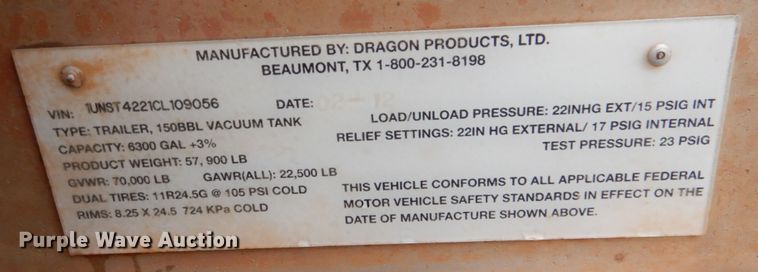 MANUFACTURED BY: DRAGON PRODUCTS, LTD.
BEAUMONT, TX 1-800-231-8198
VIN: 1UNST4221CL109056 DATE: 02-12
TYPE: TRAILER, 150BBL VACUUM TANK
CAPACITY: 6300 GAL +3%
PRODUCT WEIGHT: 57, 900 LB
GVWR: 70,000 LB GAWR(ALL): 22,500 LB
DUAL TIRES: 11R24.5G @ 105 PSI COLD
RIMS: 8.25 X 24.5 724 KPa COLD
LOAD/UNLOAD PRESSURE: 22INHG EXT/15 PSIG INT
RELIEF SETTINGS: 22IN HG EXTERNAL/ 17 PSIG INTERNAL
TEST PRESSURE: 23 PSIG
THIS VEHICLE CONFORMS TO ALL APPLICABLE FEDERAL
MOTOR VEHICLE SAFETY STANDARDS IN EFFECT ON THE
DATE OF MANUFACTURE SHOWN ABOVE.
Purple Wave Auction